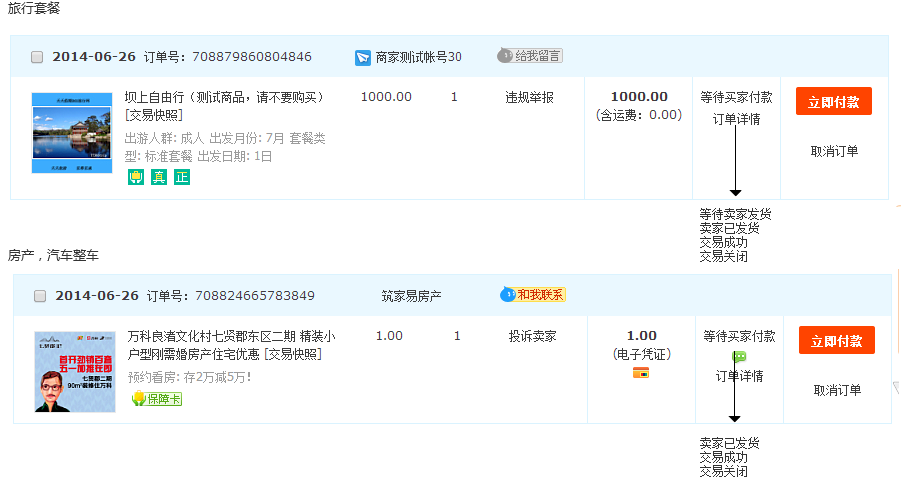 旅行套餐
2014-06-26 订单号：708879860804846 商家测试帐号30 给我留言
坝上自由行（测试商品，请不要购买） 1000.00 1 违规举报 1000.00 等待买家付款 立即付款
[交易快照] (含运费：0.00) 订单详情
出游人群: 成人 出发月份: 7月 套餐类
型: 标准套餐 出发日期: 1日 取消订单
真 正
等待卖家发货
卖家已发货
交易成功
交易关闭
房产，汽车整车
2014-06-26 订单号：708824665783849 筑家易房产 和我联系
万科良渚文化村七贤郡东区二期 精装小 1.00 1 投诉卖家 1.00 等待买家付款 立即付款
户型刚需婚房产住宅优惠 [交易快照] (电子凭证)
预约看房: 存2万减5万！ 订单详情
保障卡 取消订单
首开劲销百套
五一加推在即
七贤郡二期
卖家已发货
交易成功
交易关闭